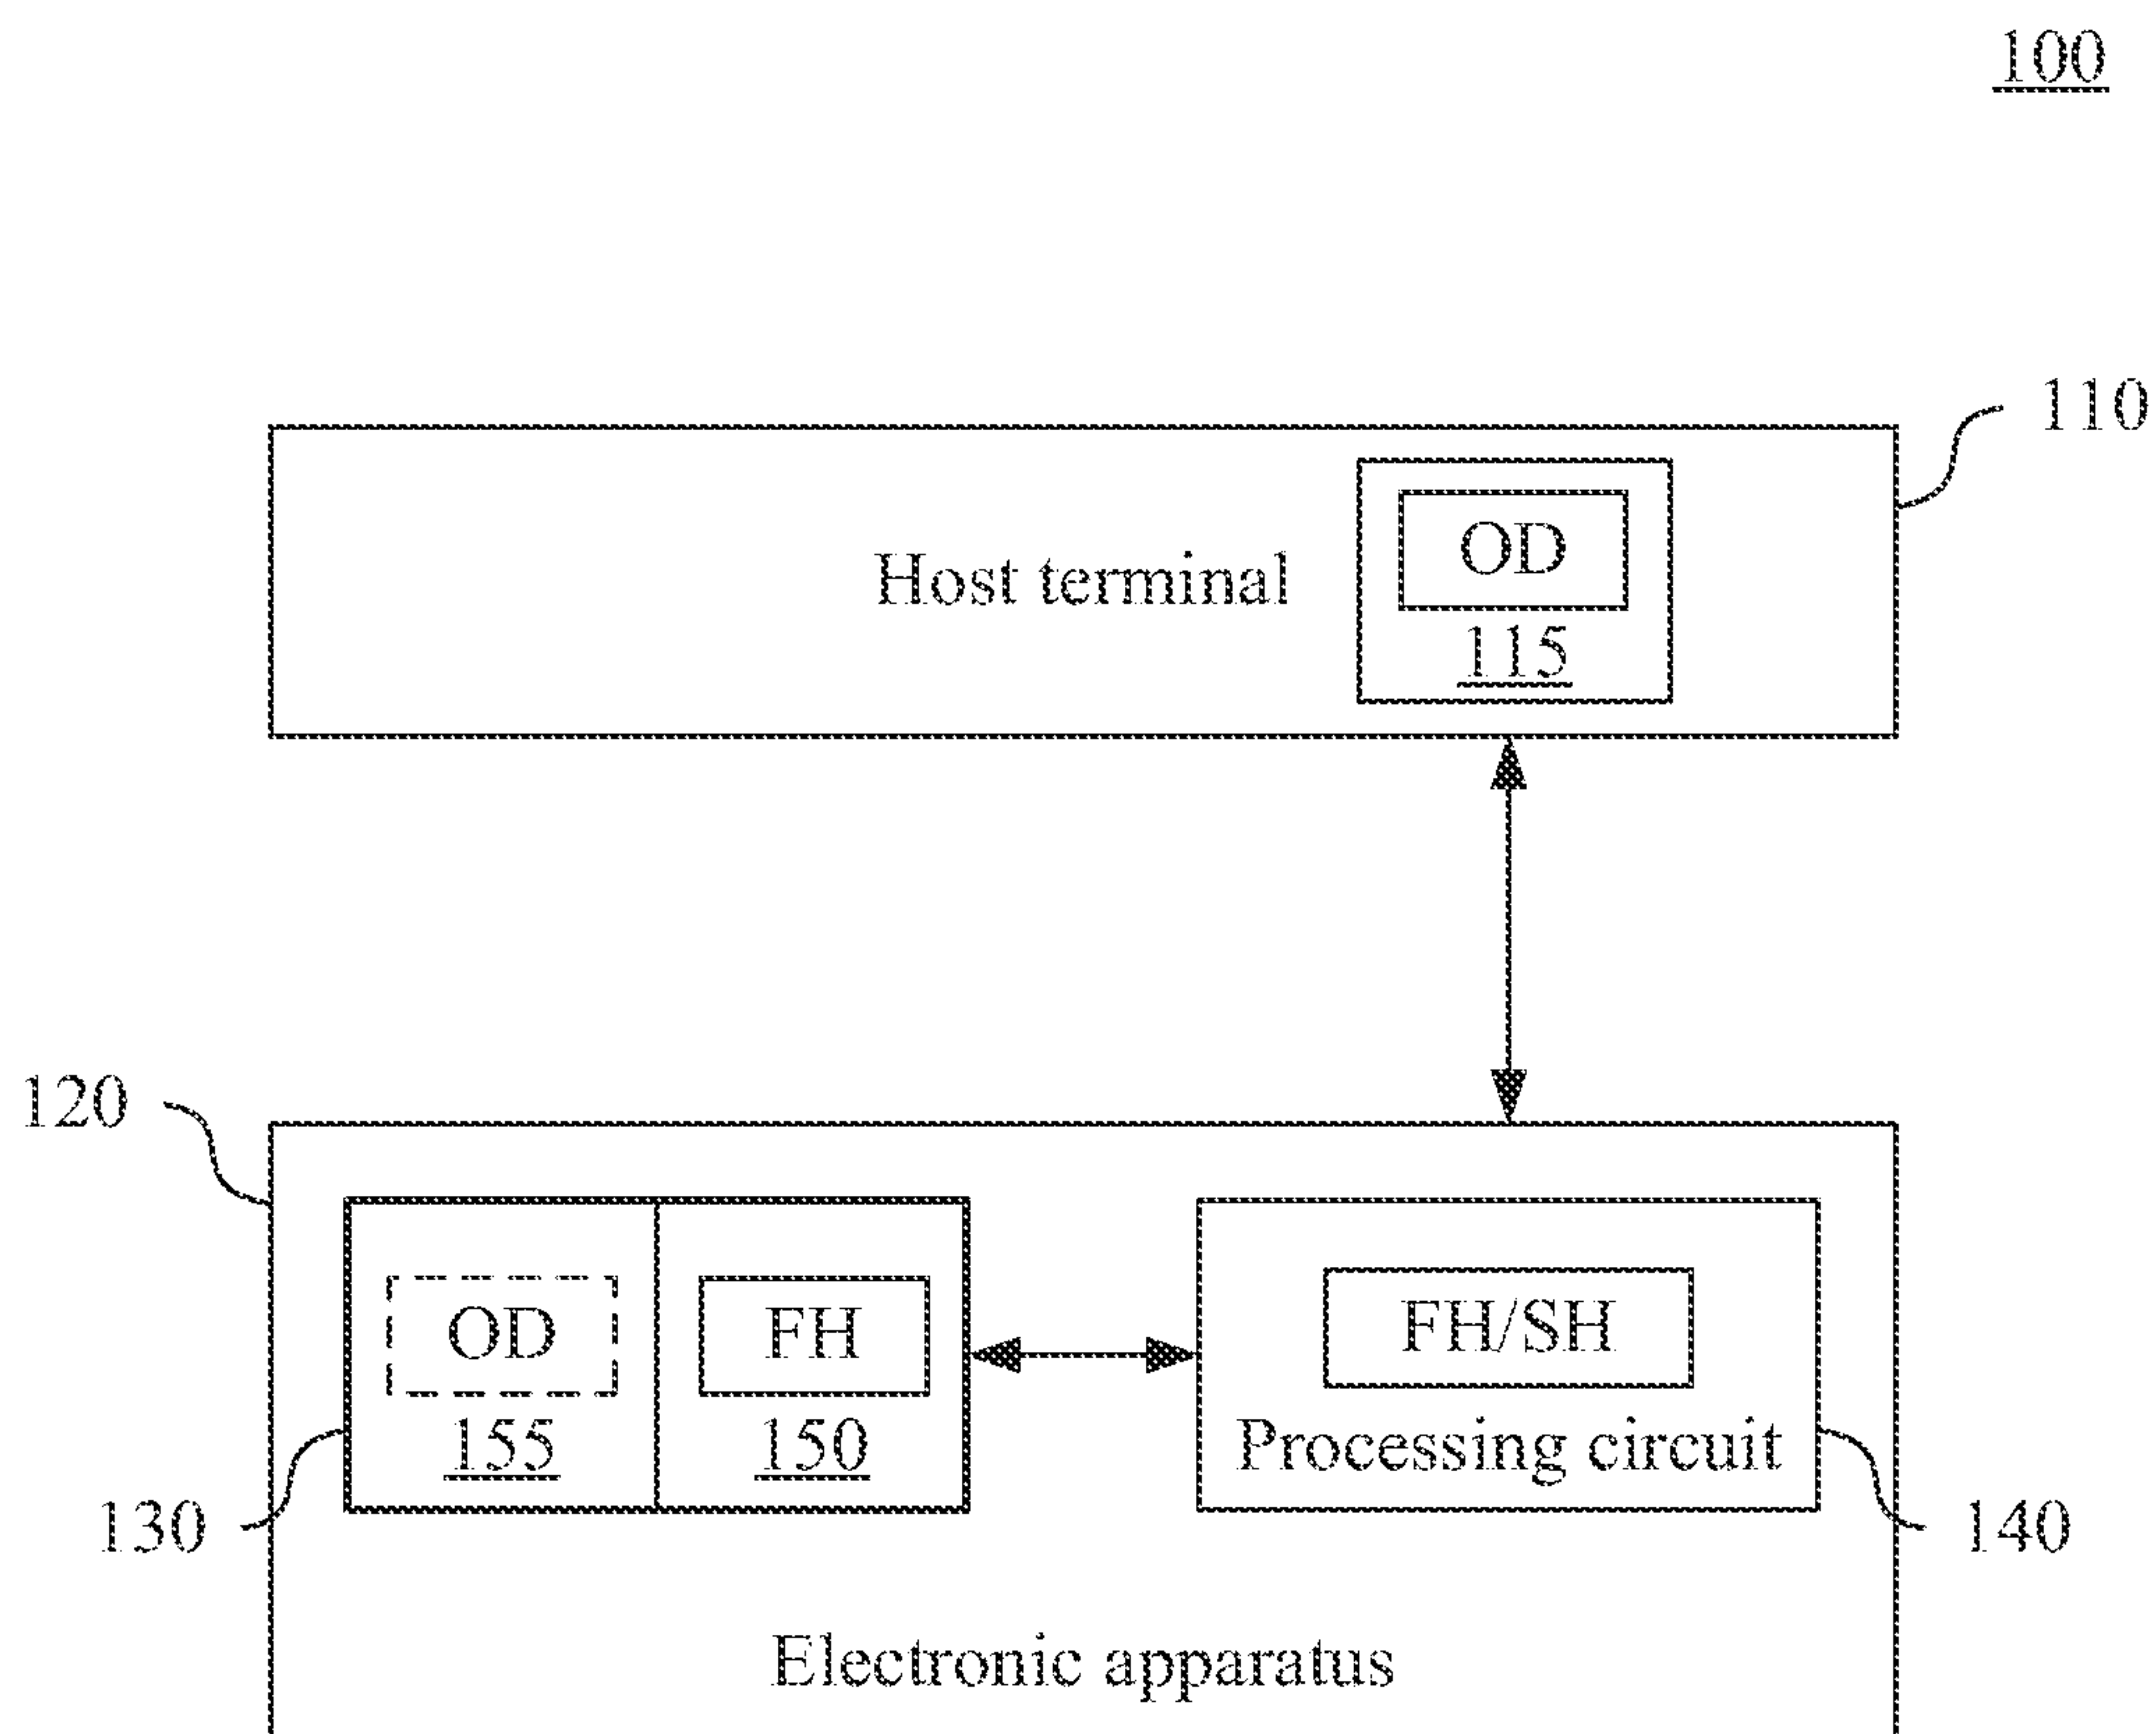 100
110
Host terminal
OD
115
120
OD
FH
FH/SH
155
150
Processing circuit
130
140
Electronic apparatus